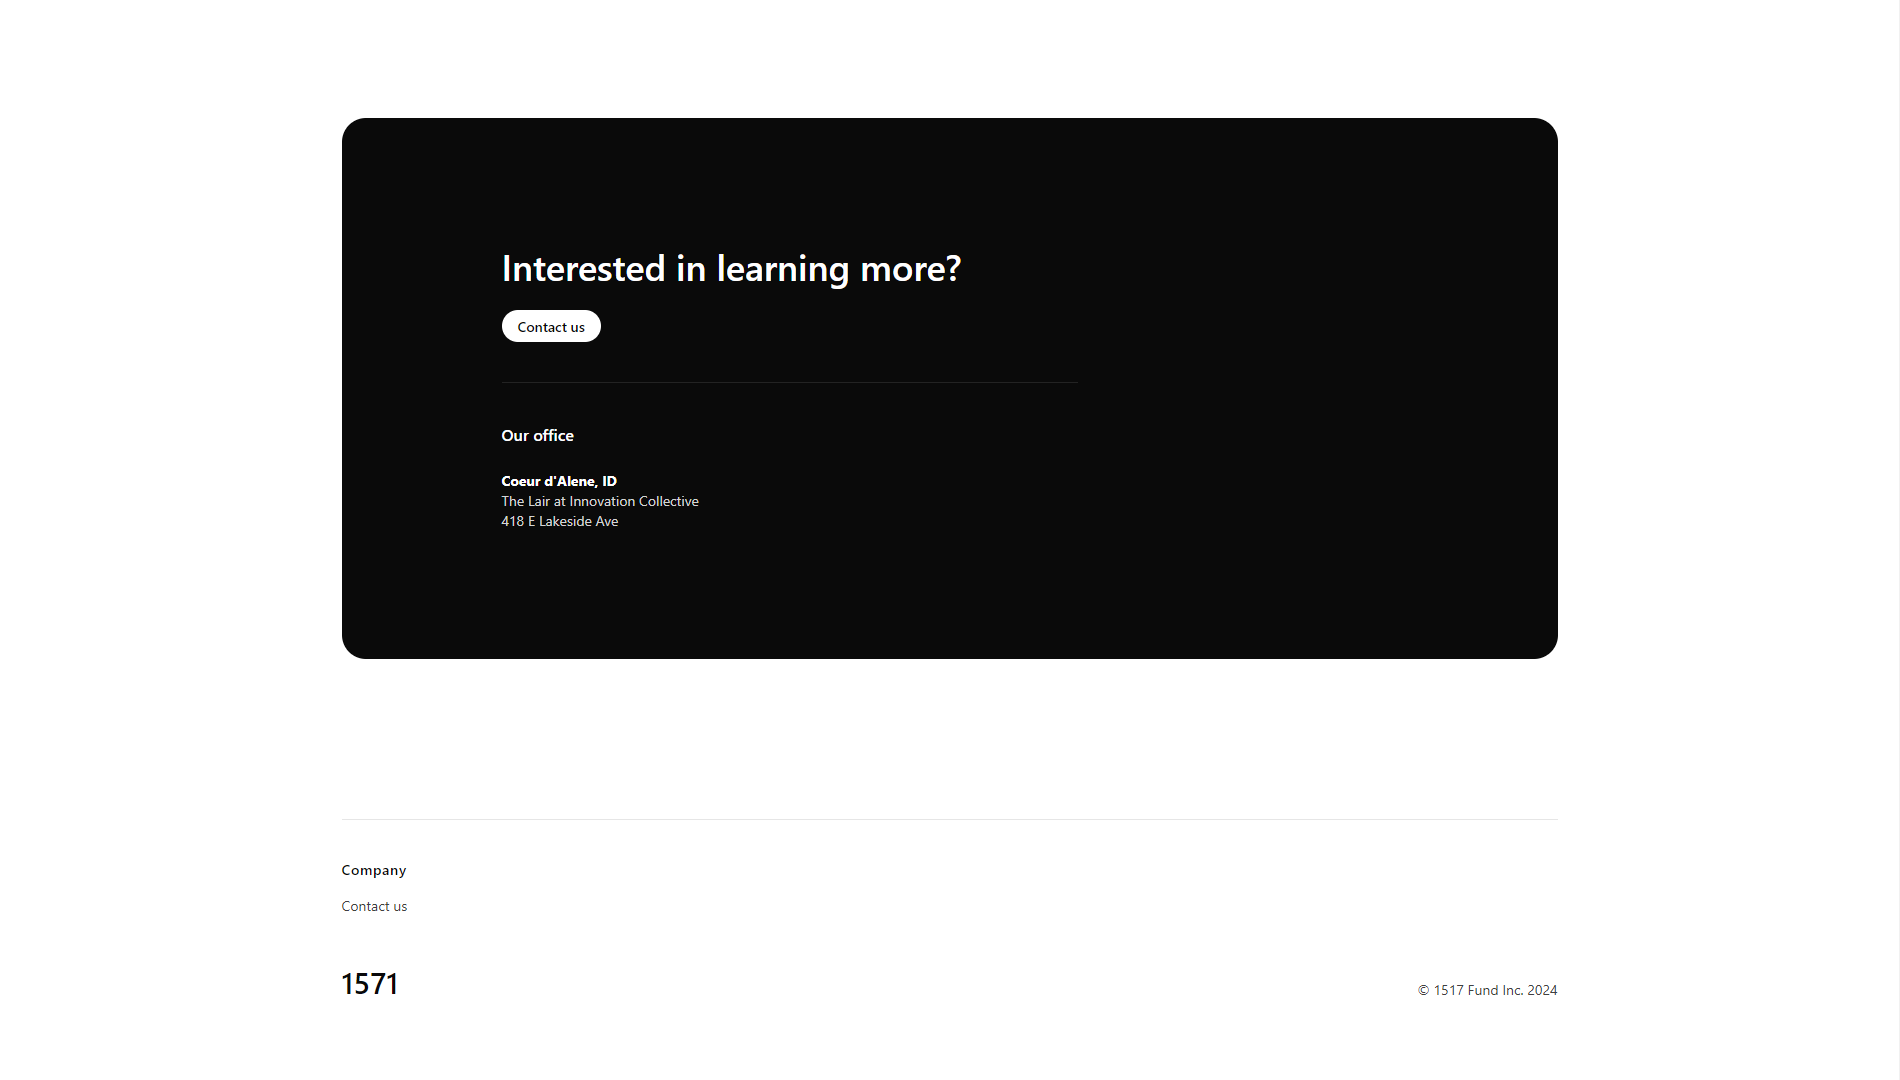 Interested in learning more?
Contact us
Our office
Coeur d'Alene, ID
The Lair at Innovation Collective
418 E Lakeside Ave
Company
Contact us
1571
© 1517 Fund Inc. 2024